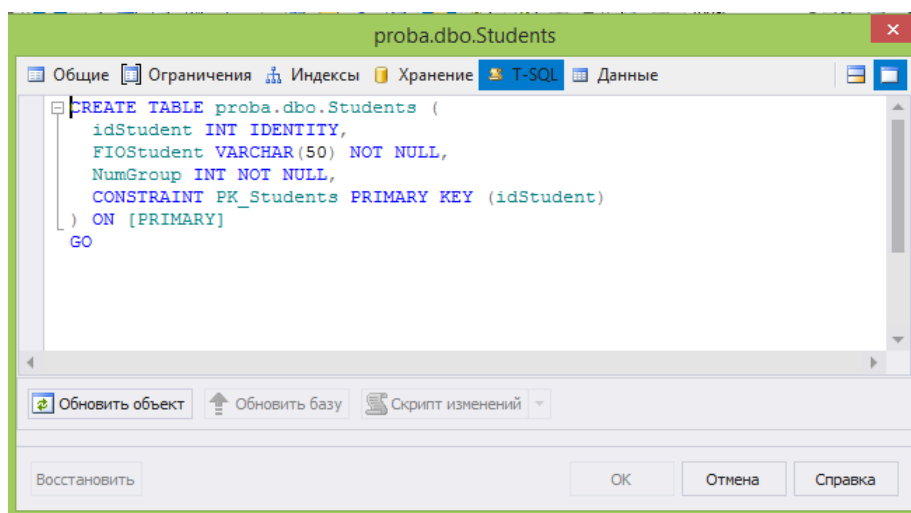 proba.dbo.Students
Общие Ограничения Индексы Хранение T-SQL Данные
CREATE TABLE proba.dbo.Students (
idStudent INT IDENTITY,
FIOStudent VARCHAR(50) NOT NULL,
NumGroup INT NOT NULL,
CONSTRAINT PK_Students PRIMARY KEY (idStudent)
) ON [PRIMARY]
GO
Обновить объект Обновить базу Скрипт изменений
Восстановить OK Отмена Справка